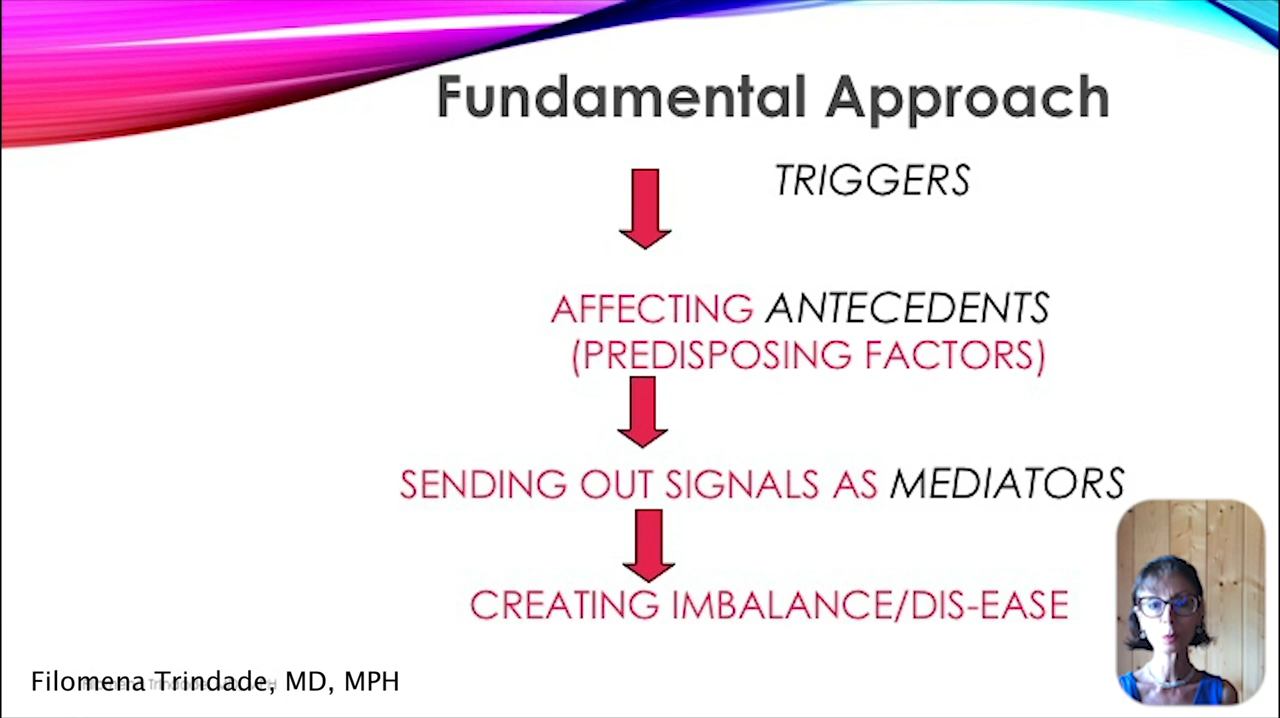 Fundamental Approach
TRIGGERS
AFFECTING ANTECEDENTS
(PREDISPOSING FACTORS)
SENDING OUT SIGNALS AS MEDIATORS
CREATING IMBALANCE/DIS-EASE
Filomena Trindade, MD, MPH